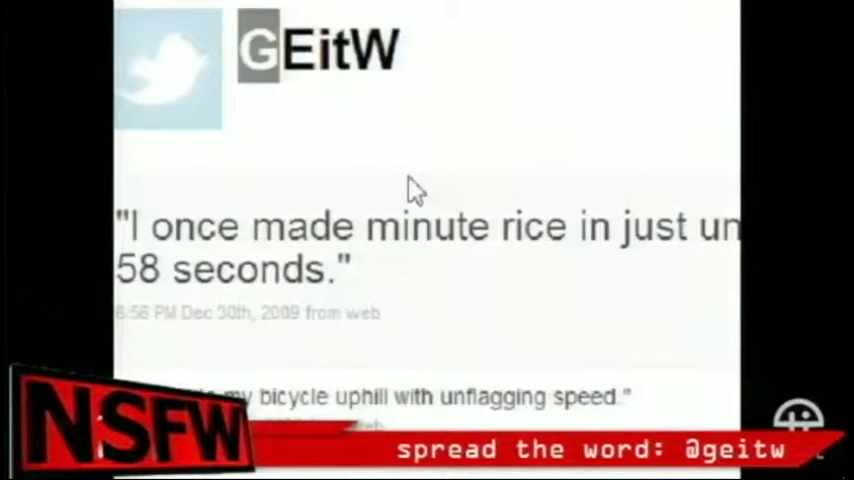 GEitW
"I once made minute rice in just un
58 seconds."
6:56 PM Dec 30th, 2009 from web
my bicycle uphill with unflagging speed."
web
NSFW
spread the word: @geitw